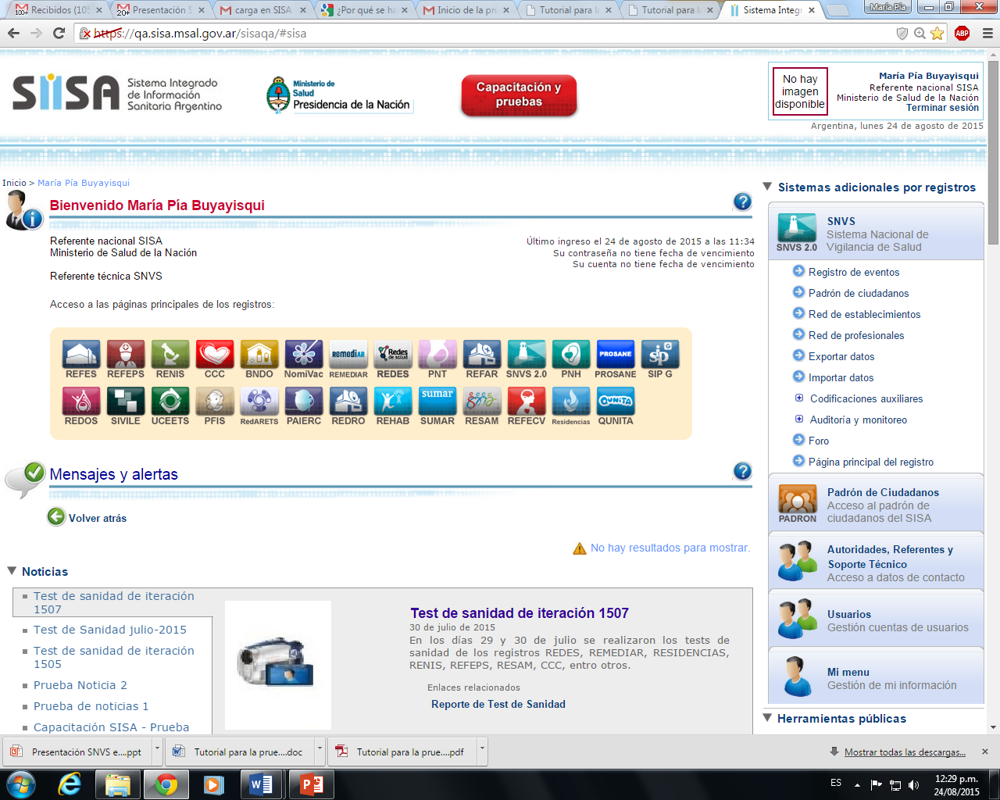 Recibidos (105
Presentación S
carga en SISA
¿Por qué se ha
Inicio de la pru
Tutorial para la
Tutorial para la
Sistema Integr
María Pía
https://qa.sisa.msal.gov.ar/sisaqa/#sisa
ABP
SIISA
Sistema Integrado
de Información
Sanitaria Argentino
Ministerio de
Salud
Presidencia de la Nación
Capacitación y
pruebas
No hay
imagen
disponible
María Pía Buyayisqui
Referente nacional SISA
Ministerio de Salud de la Nación
Terminar sesión
Argentina, lunes 24 de agosto de 2015
Inicio > María Pía Buyayisqui
Bienvenido María Pía Buyayisqui
Referente nacional SISA
Ministerio de Salud de la Nación
Referente técnica SNVS
Último ingreso el 24 de agosto de 2015 a las 11:34
Su contraseña no tiene fecha de vencimiento
Su cuenta no tiene fecha de vencimiento
Acceso a las páginas principales de los registros:
REFES REFEPS RENIS CCC BNDO NomiVac REMEDIAR REDES PNT REFAR SNVS 2.0 PNH PROSANE SIP G
REDOS SIVILE UCEETS PFIS RedARETS PAIERC REDRO REHAB SUMAR RESAM REFECV Residencias QUNITA
Mensajes y alertas
Volver atrás
No hay resultados para mostrar.
Noticias
Test de sanidad de iteración
1507
Test de Sanidad julio-2015
Test de sanidad de iteración
1505
Prueba Noticia 2
Prueba de noticias 1
Capacitación SISA - Prueba
Test de sanidad de iteración 1507
30 de julio de 2015
En los días 29 y 30 de julio se realizaron los tests de
sanidad de los registros REDES, REMEDIAR, RESIDENCIAS,
RENIS, REFEPS, RESAM, CCC, entro otros.
Enlaces relacionados
Reporte de Test de Sanidad
Sistemas adicionales por registros
SNVS 2.0
SNVS
Sistema Nacional de
Vigilancia de Salud
Registro de eventos
Padrón de ciudadanos
Red de establecimientos
Red de profesionales
Exportar datos
Importar datos
Codificaciones auxiliares
Auditoría y monitoreo
Foro
Página principal del registro
PADRON
Padrón de Ciudadanos
Acceso al padrón de
ciudadanos del SISA
Autoridades, Referentes y
Soporte Técnico
Acceso a datos de contacto
Usuarios
Gestión cuentas de usuarios
Mi menu
Gestión de mi información
Herramientas públicas
Presentación SNVS e....ppt
Tutorial para la prue....doc
Tutorial para la prue....pdf
Mostrar todas las descargas...
ES
12:29 p.m.
24/08/2015